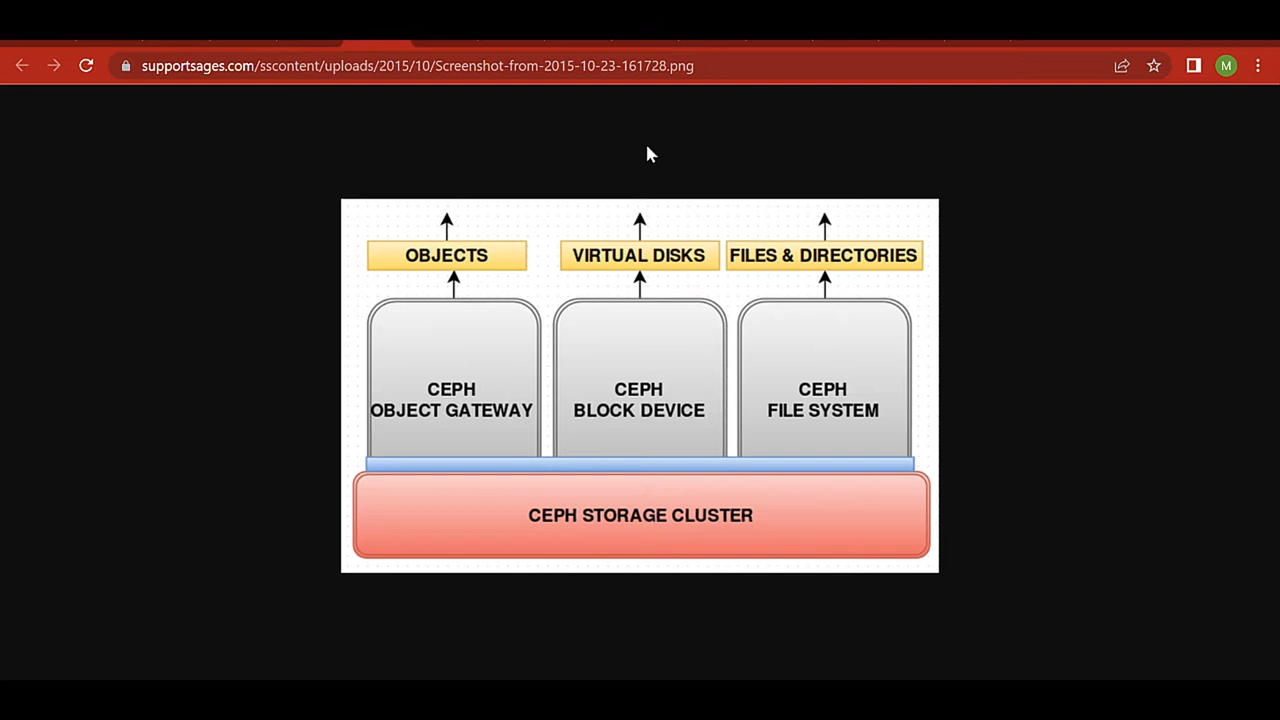 supportsages.com/sscontent/uploads/2015/10/Screenshot-from-2015-10-23-161728.png
M
OBJECTS
VIRTUAL DISKS
FILES & DIRECTORIES
CEPH
OBJECT GATEWAY
CEPH
BLOCK DEVICE
CEPH
FILE SYSTEM
CEPH STORAGE CLUSTER